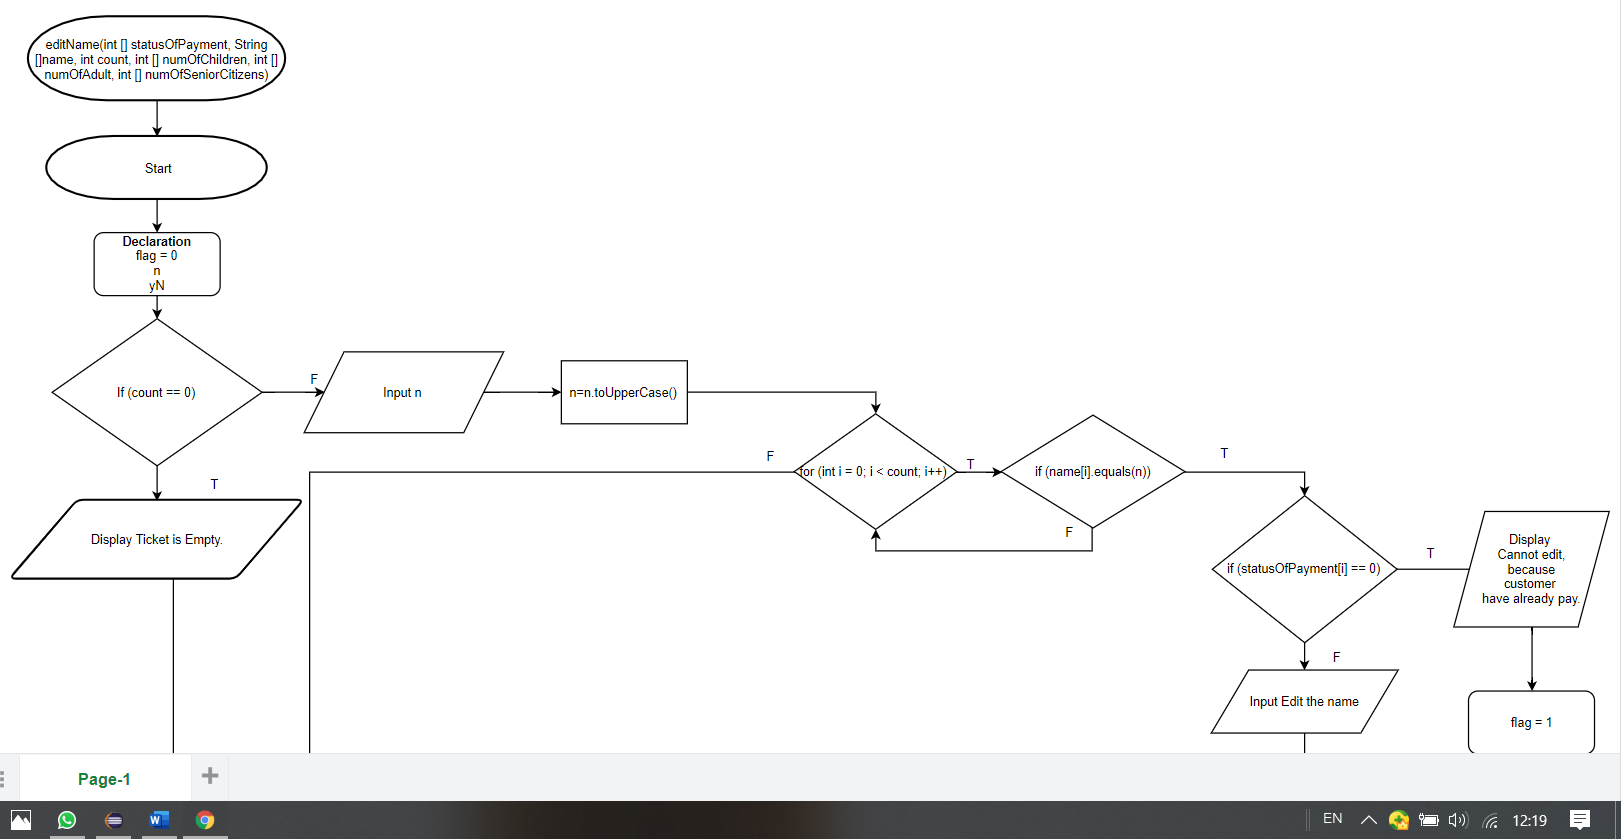 editName(int [] statusOfPayment, String
[]name, int count, int [] numOfChildren, int []
numOfAdult, int [] numOfSeniorCitizens)
Start
Declaration
flag = 0
n
yN
If (count == 0)
F
Input n
n=n.toUpperCase()
T
Display Ticket is Empty.
F
for (int i = 0; i < count; i++)
T
if (name[i].equals(n))
F
T
if (statusOfPayment[i] == 0)
T
Display
Cannot edit,
because
customer
have already pay.
F
Input Edit the name
flag = 1
Page-1
EN
12:19